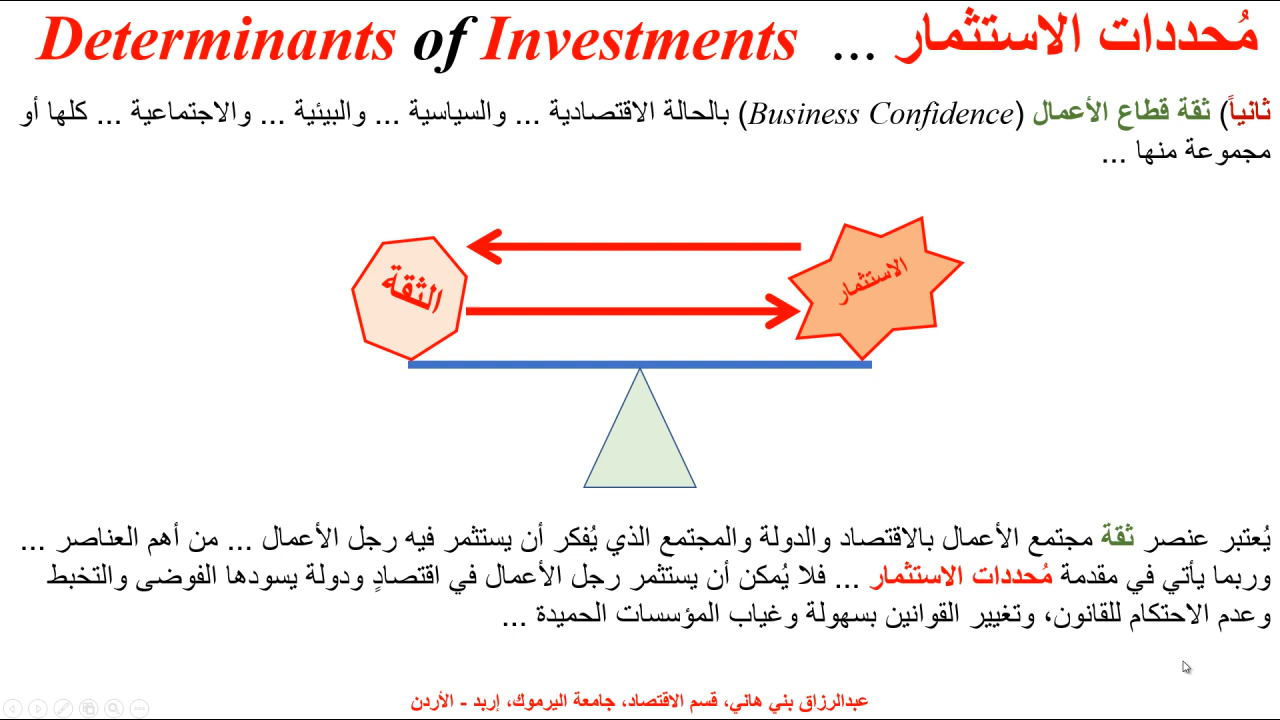 مُحددات الاستثمار ... Determinants of Investments
ثانياً) ثقة قطاع الأعمال (Business Confidence) بالحالة الاقتصادية ... والسياسية ... والبيئية ... والاجتماعية ... كلها أو
مجموعة منها ...
الاستثمار
الثقة
يُعتبر عنصر ثقة مجتمع الأعمال بالاقتصاد والدولة والمجتمع الذي يُفكر أن يستثمر فيه رجل الأعمال ... من أهم العناصر ...
وربما يأتي في مقدمة مُحددات الاستثمار ... فلا يُمكن أن يستثمر رجل الأعمال في اقتصادٍ ودولة يسودها الفوضى والتخبط
وعدم الاحتكام للقانون، وتغيير القوانين بسهولة وغياب المؤسسات الحميدة ...
عبدالرزاق بني هاني، قسم الاقتصاد، جامعة اليرموك، إربد - الأردن